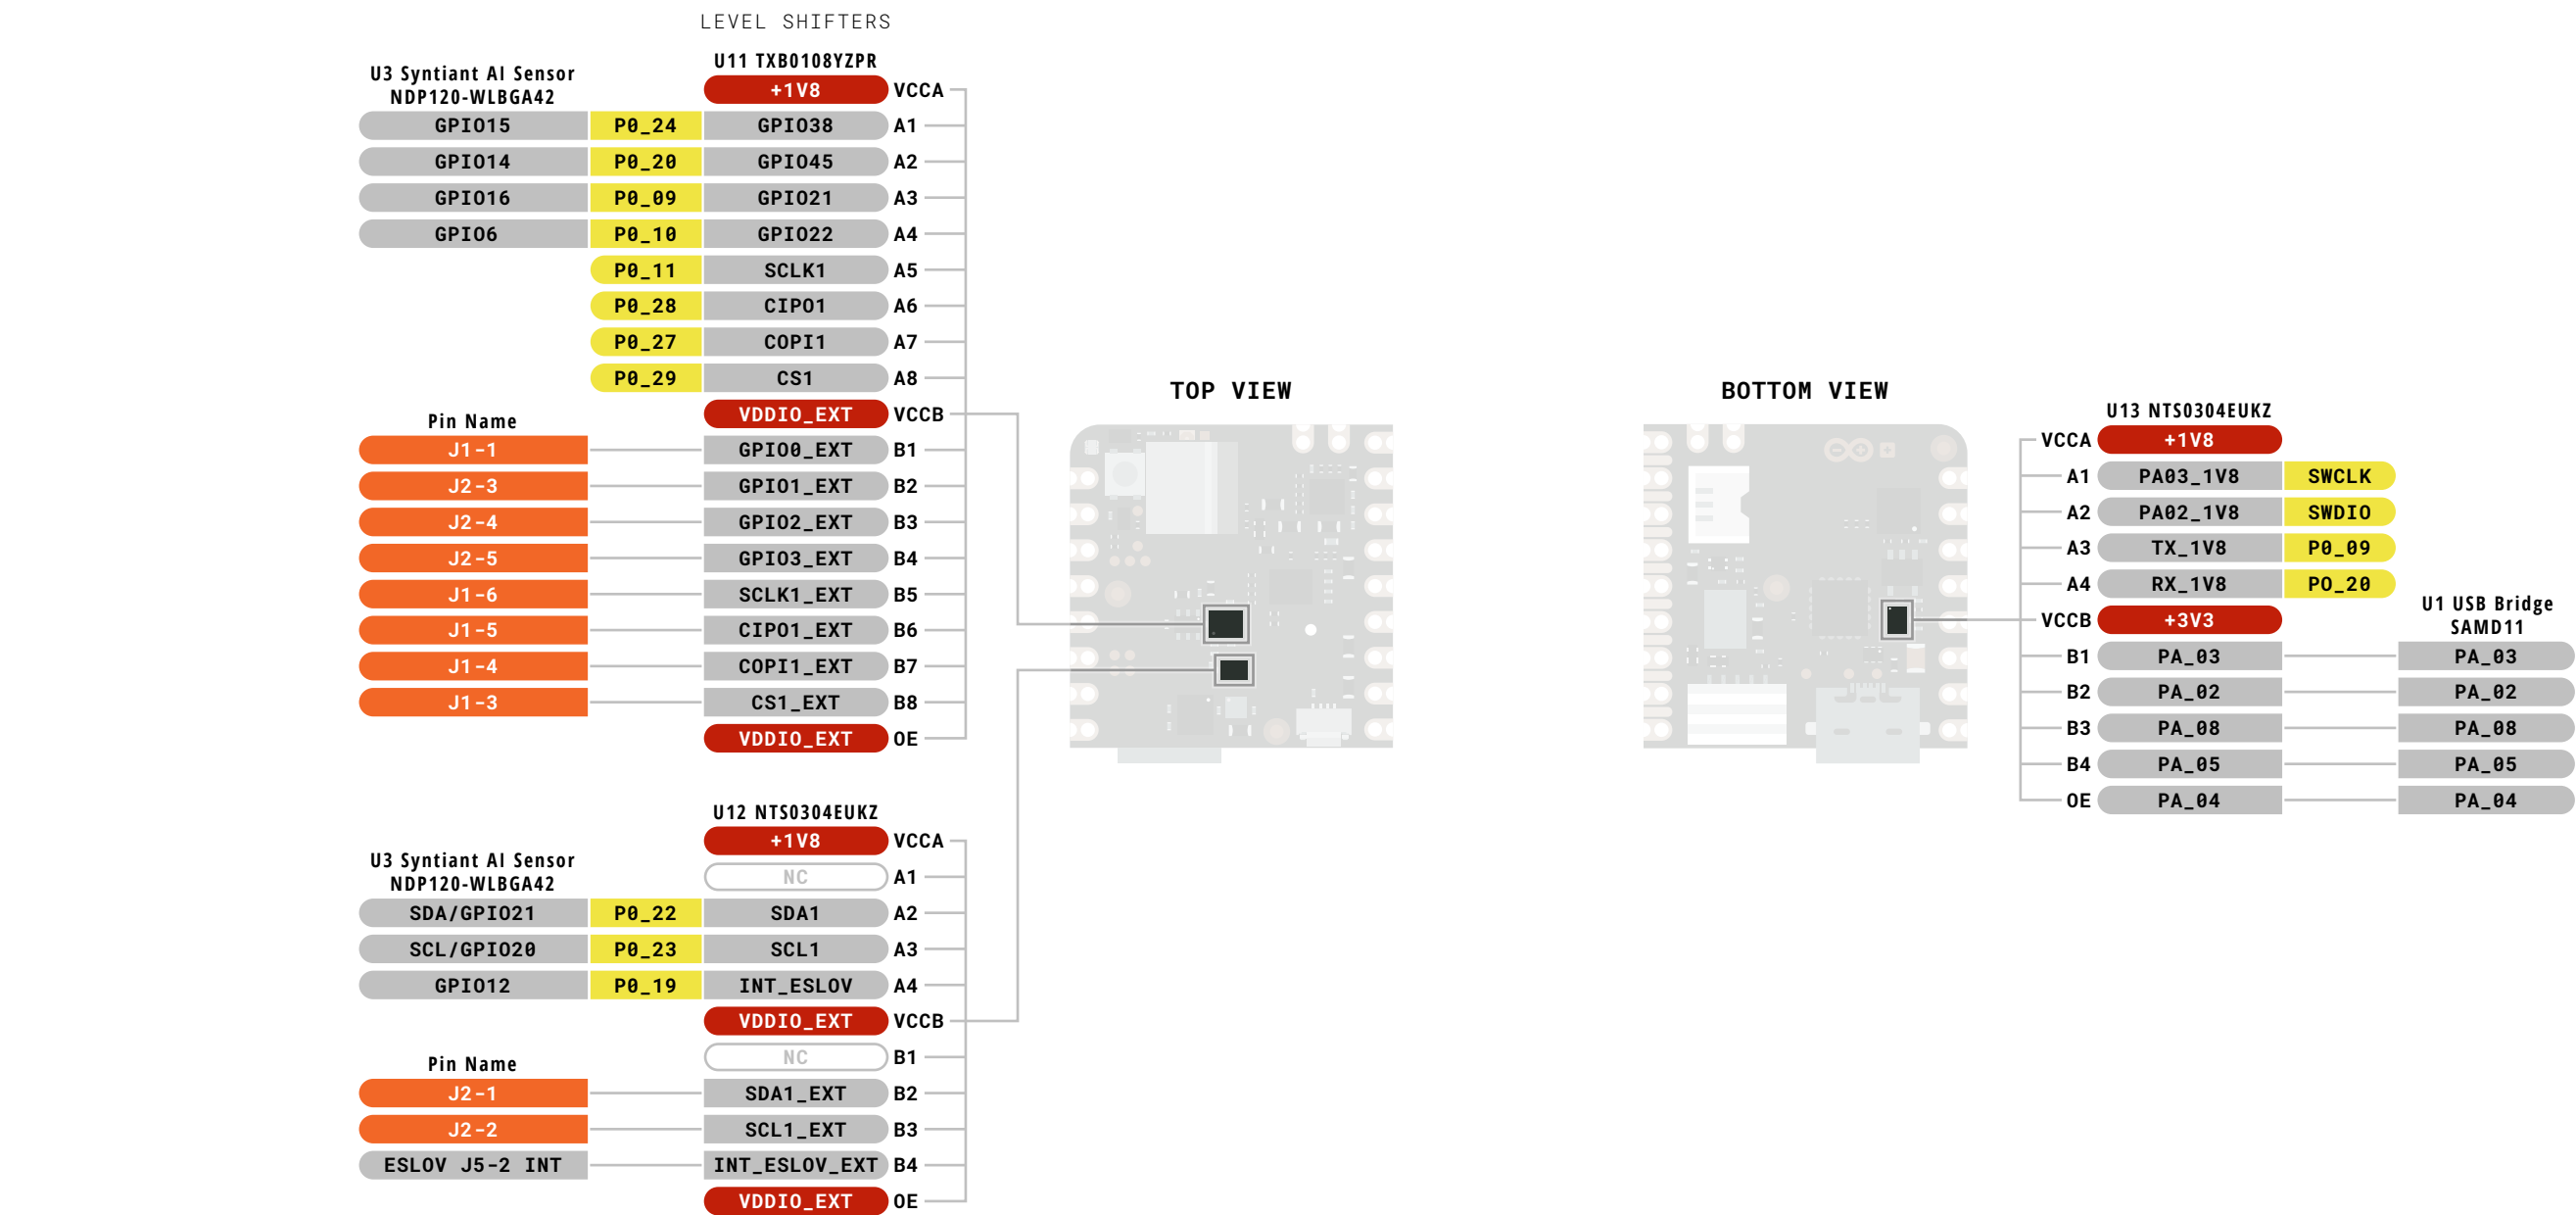 LEVEL SHIFTERS
U11 TXB0108YZPR
U3 Syntiant AI Sensor
NDP120-WLBGA42
+1V8 VCCA
GPIO15 P0_24 GPIO38 A1
GPIO14 P0_20 GPIO45 A2
GPIO16 P0_09 GPIO21 A3
GPIO6 P0_10 GPIO22 A4
P0_11 SCLK1 A5
P0_28 CIPO1 A6
P0_27 COPI1 A7
P0_29 CS1 A8
VDDIO_EXT VCCB
Pin Name
J1-1 GPIO0_EXT B1
J2-3 GPIO1_EXT B2
J2-4 GPIO2_EXT B3
J2-5 GPIO3_EXT B4
J1-6 SCLK1_EXT B5
J1-5 CIPO1_EXT B6
J1-4 COPI1_EXT B7
J1-3 CS1_EXT B8
VDDIO_EXT OE
U12 NTS0304EUKZ
+1V8 VCCA
U3 Syntiant AI Sensor
NDP120-WLBGA42
NC A1
SDA/GPIO21 P0_22 SDA1 A2
SCL/GPIO20 P0_23 SCL1 A3
GPIO12 P0_19 INT_ESLOV A4
VDDIO_EXT VCCB
NC B1
Pin Name
J2-1 SDA1_EXT B2
J2-2 SCL1_EXT B3
ESLOV J5-2 INT INT_ESLOV_EXT B4
VDDIO_EXT OE
TOP VIEW
BOTTOM VIEW
U13 NTS0304EUKZ
VCCA +1V8
A1 PA03_1V8 SWCLK
A2 PA02_1V8 SWDIO
A3 TX_1V8 P0_09
A4 RX_1V8 PO_20
VCCB +3V3
U1 USB Bridge
SAMD11
B1 PA_03 PA_03
B2 PA_02 PA_02
B3 PA_08 PA_08
B4 PA_05 PA_05
OE PA_04 PA_04